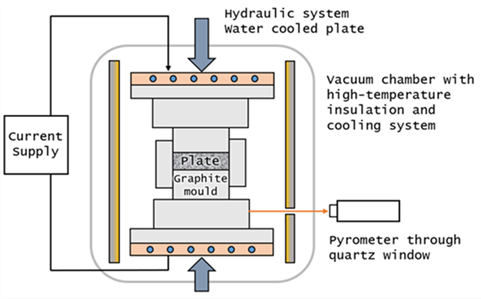 Hydraulic system
Water cooled plate
Vacuum chamber with
high-temperature
insulation and
cooling system
Current
Supply
Plate
Graphite
mould
Pyrometer through
quartz window